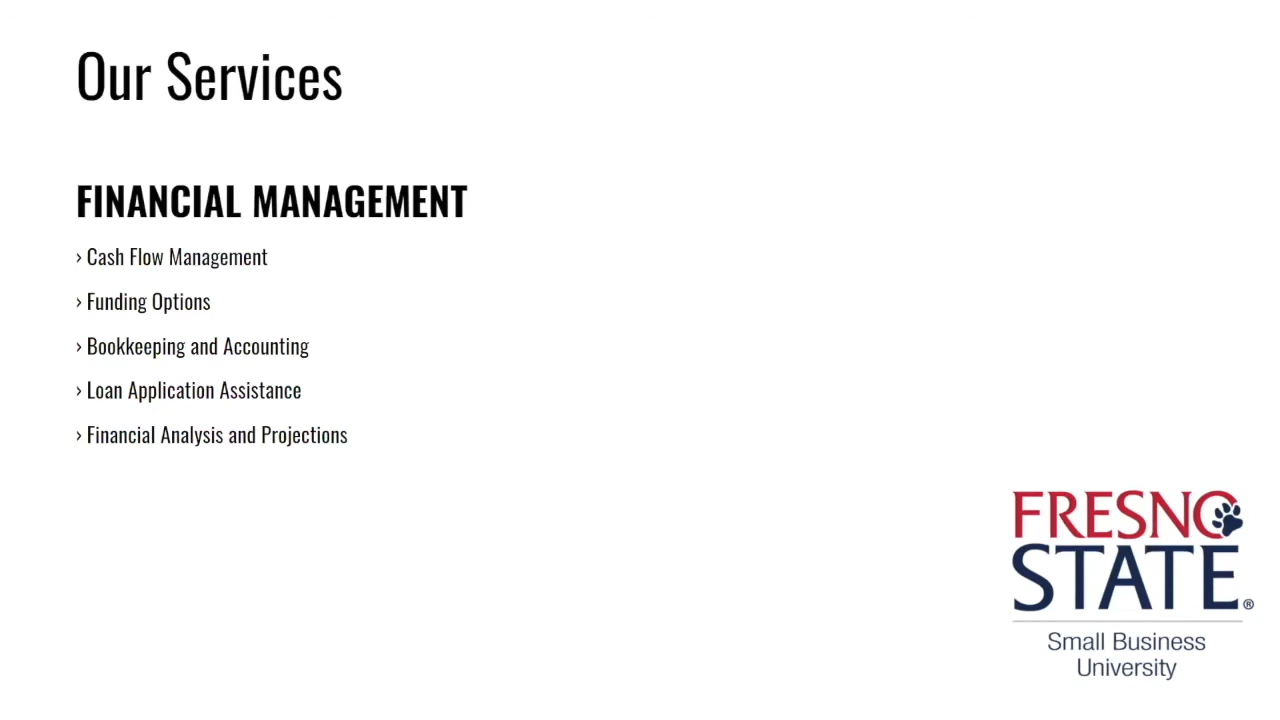 Our Services
FINANCIAL MANAGEMENT
› Cash Flow Management
› Funding Options
› Bookkeeping and Accounting
› Loan Application Assistance
› Financial Analysis and Projections
FRESNO
STATE®
Small Business
University